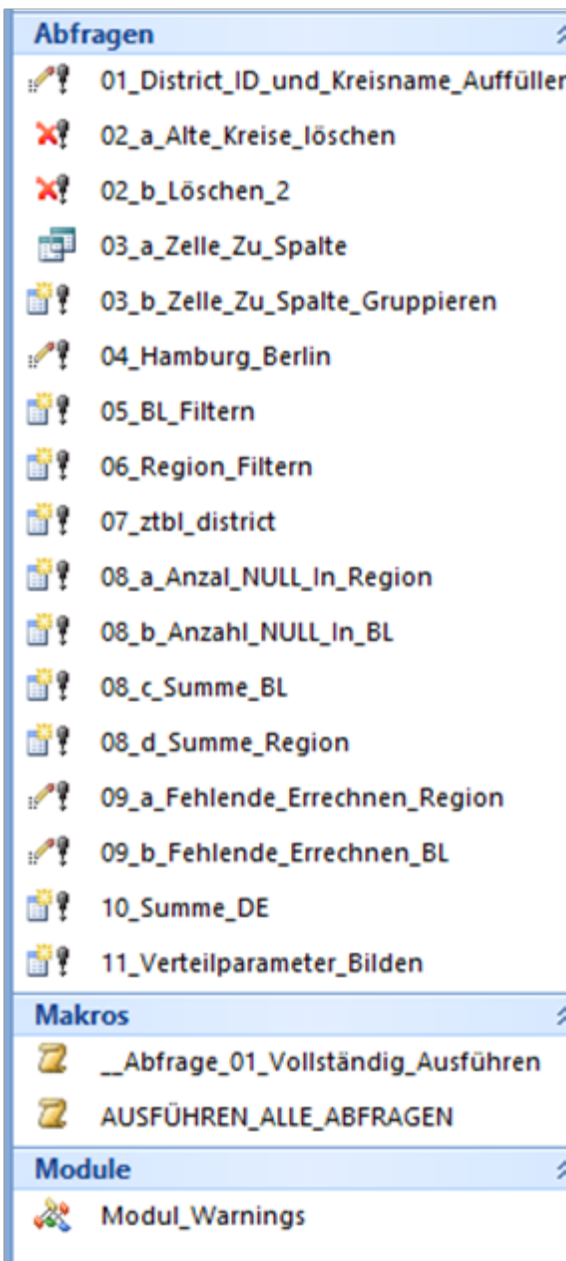 Abfragen
01_District_ID_und_Kreisname_Auffüllen
02_a_Alte_Kreise_löschen
02_b_Löschen_2
03_a_Zelle_Zu_Spalte
03_b_Zelle_Zu_Spalte_Gruppieren
04_Hamburg_Berlin
05_BL_Filtern
06_Region_Filtern
07_ztbl_district
08_a_Anzal_NULL_In_Region
08_b_Anzahl_NULL_In_BL
08_c_Summe_BL
08_d_Summe_Region
09_a_Fehlende_Errechnen_Region
09_b_Fehlende_Errechnen_BL
10_Summe_DE
11_Verteilparameter_Bilden
Makros
__Abfrage_01_Vollständig_Ausführen
AUSFÜHREN_ALLE_ABFRAGEN
Module
Modul_Warnings